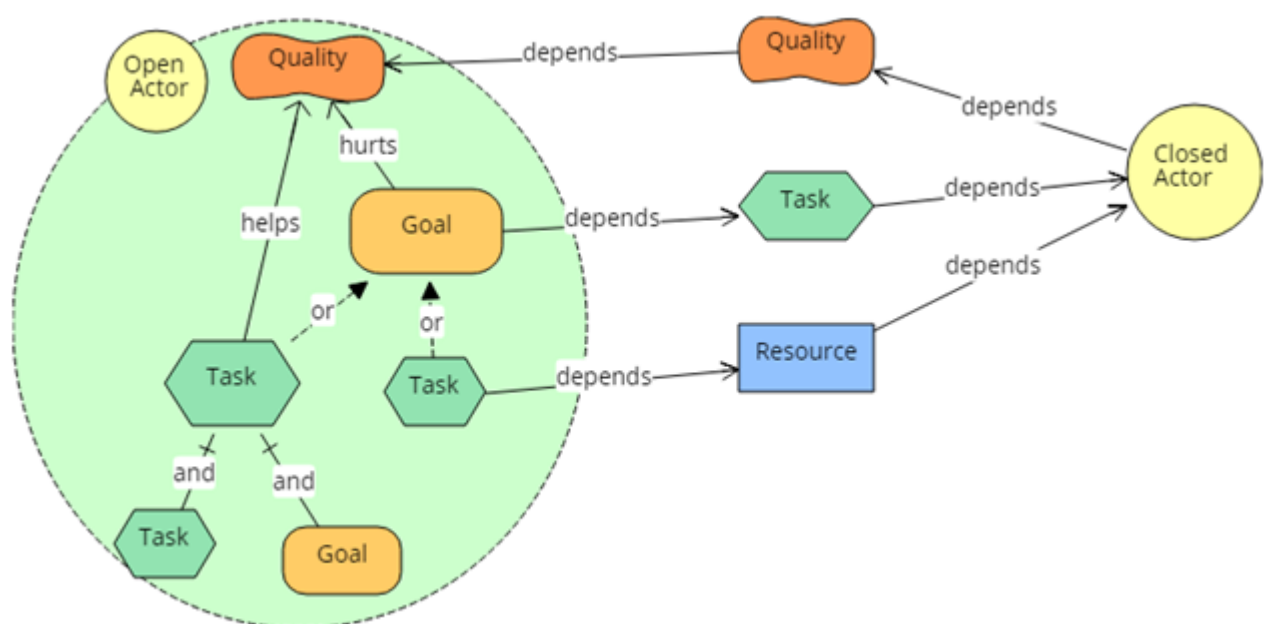 Open
Actor
Quality
depends
Quality
depends
hurts
Closed
Actor
helps
Goal
depends
Task
depends
depends
or
or
Task
Task
depends
Resource
and
and
Task
Goal